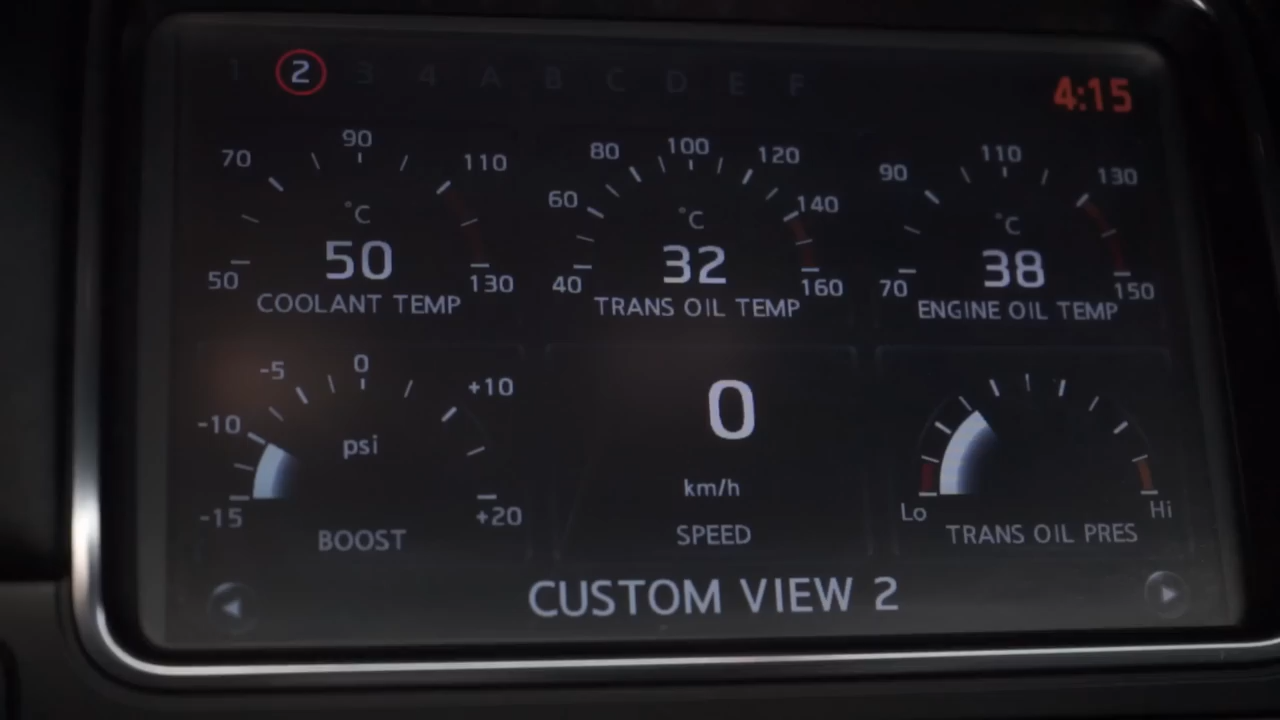 1 2 3 4 A B C D E F
4:15
70 90 110
°C
50
50 130
COOLANT TEMP
60 80 100 120 140
°C
32
40 160
TRANS OIL TEMP
90 110 130
°C
38
70 150
ENGINE OIL TEMP
-10 -5 0 +10
psi
-15 +20
BOOST
0
km/h
SPEED
Lo Hi
TRANS OIL PRES
CUSTOM VIEW 2